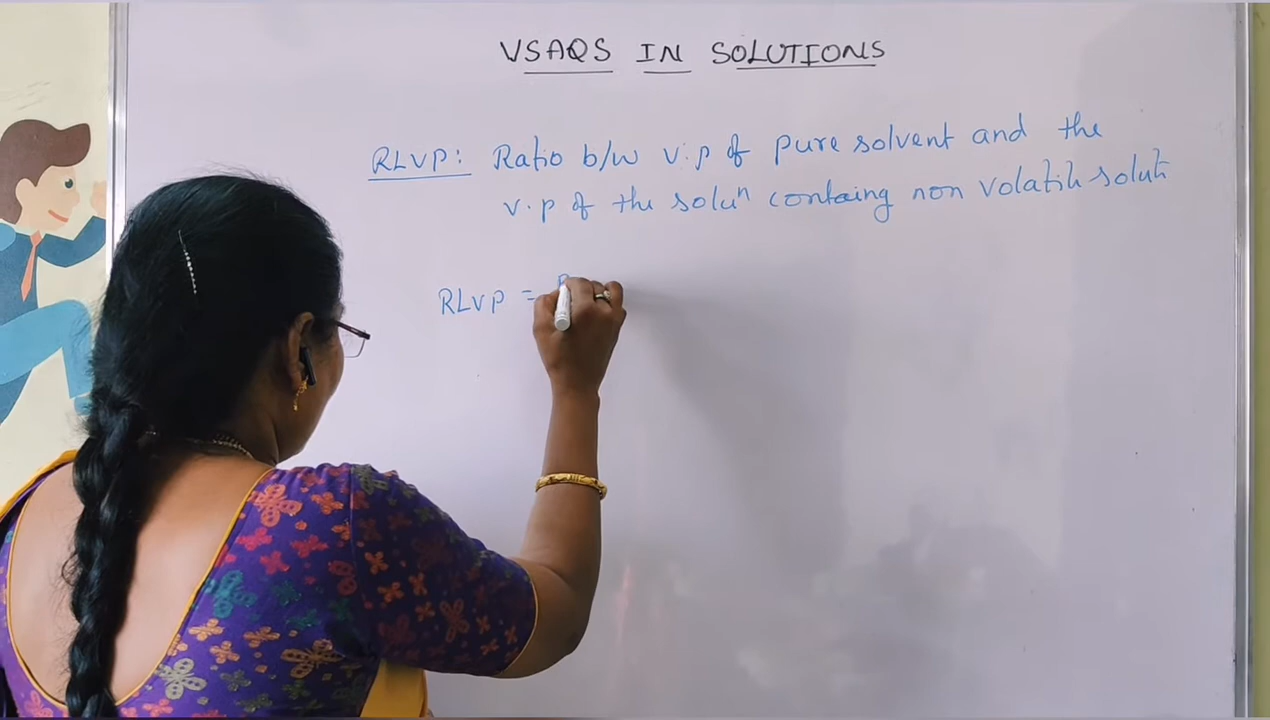 VSAQS IN SOLUTIONS
RLVP: Ratio b/w v.p of pure solvent and the
v.p of the soluⁿ containg non volatile solute
RLVP =